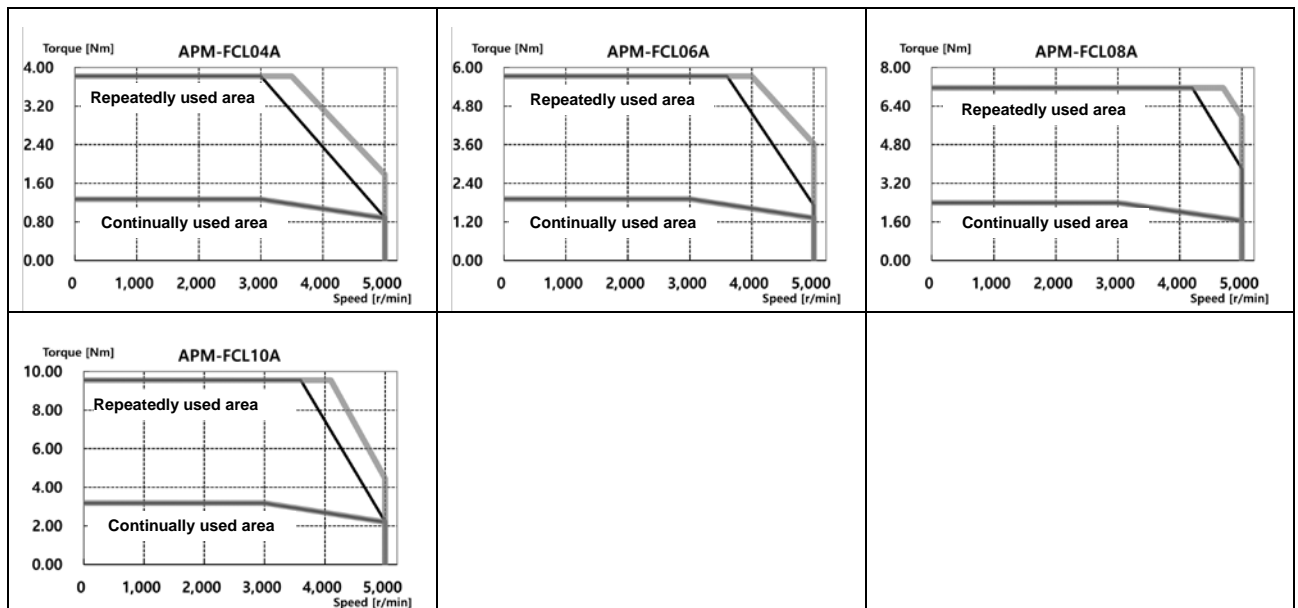 Torque [Nm] APM-FCL04A
4.00
3.20
2.40
1.60
0.80
0.00
Repeatedly used area
Continually used area
0 1,000 2,000 3,000 4,000 5,000
Speed [r/min]
Torque [Nm] APM-FCL06A
6.00
4.80
3.60
2.40
1.20
0.00
Repeatedly used area
Continually used area
0 1,000 2,000 3,000 4,000 5,000
Speed [r/min]
Torque [Nm] APM-FCL08A
8.00
6.40
4.80
3.20
1.60
0.00
Repeatedly used area
Continually used area
0 1,000 2,000 3,000 4,000 5,000
Speed [r/min]
Torque [Nm] APM-FCL10A
10.00
8.00
6.00
4.00
2.00
0.00
Repeatedly used area
Continually used area
0 1,000 2,000 3,000 4,000 5,000
Speed [r/min]